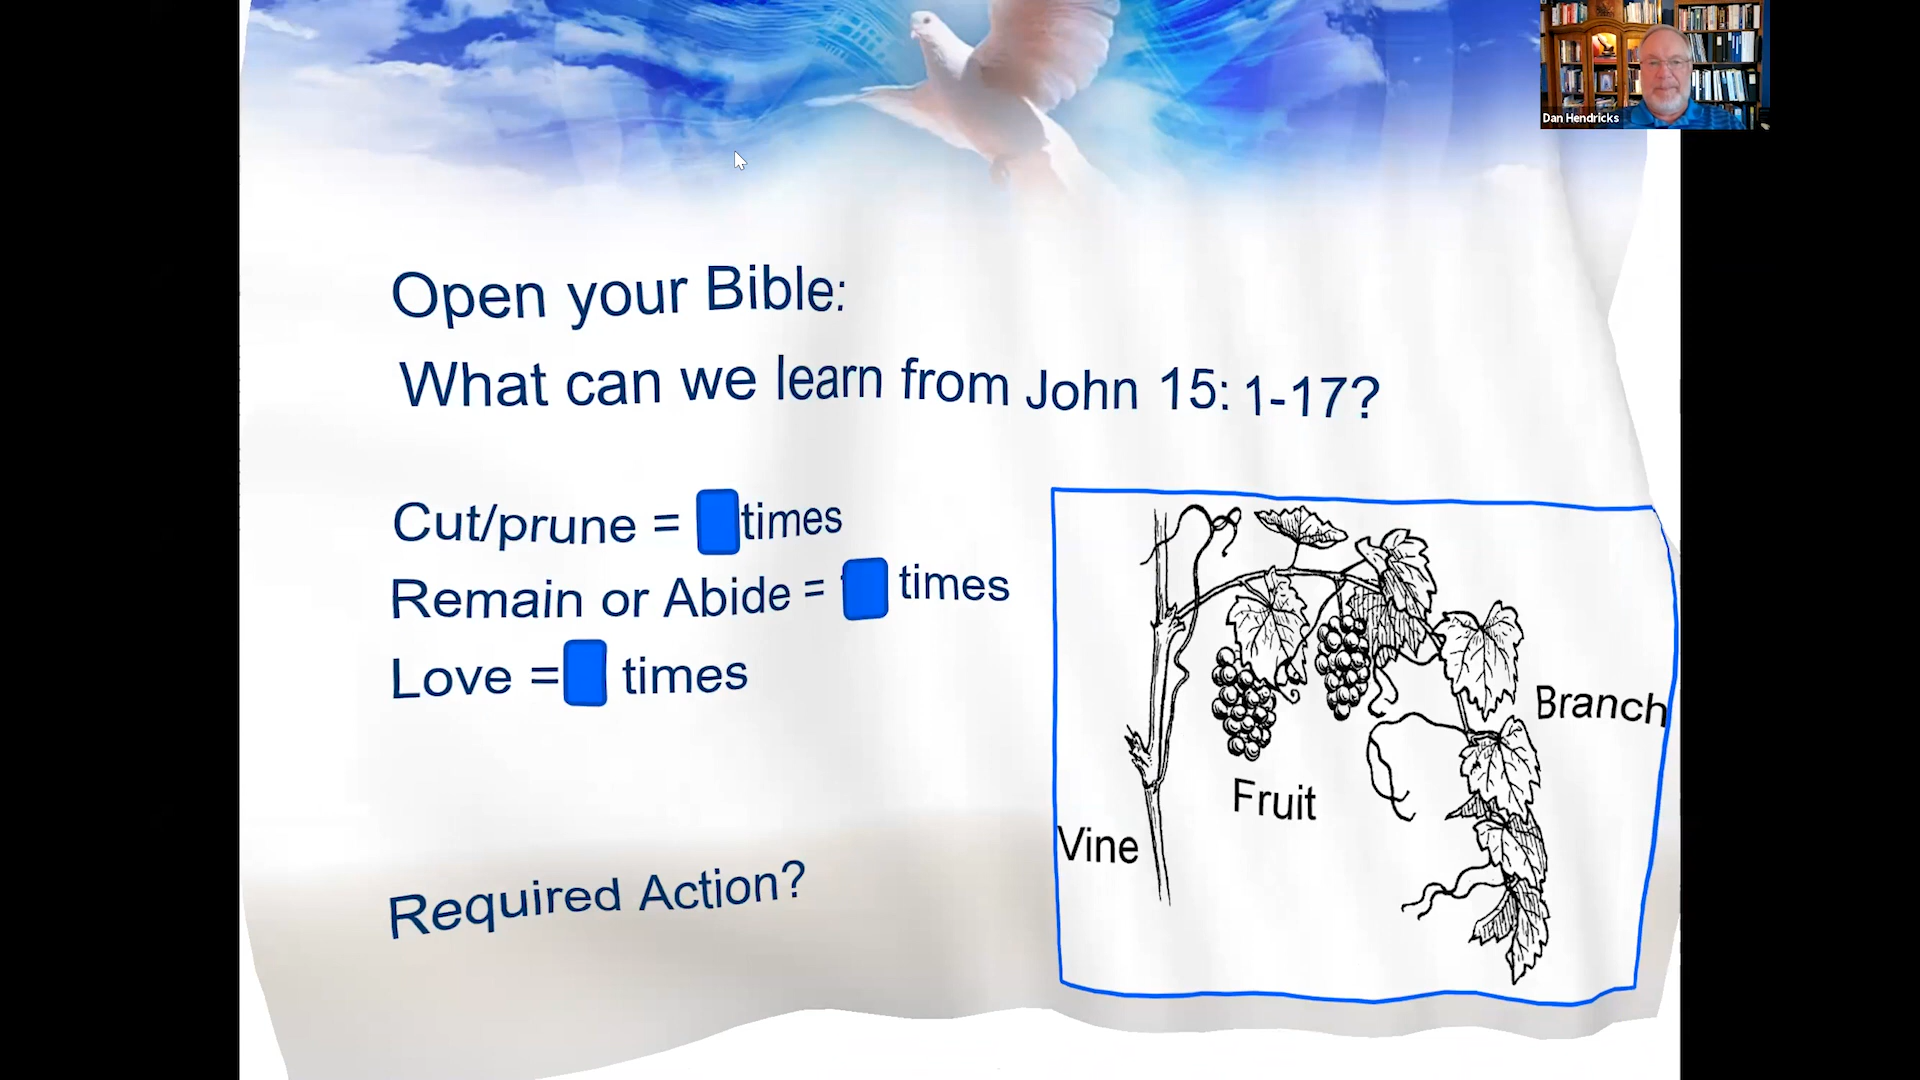 Dan Hendricks
Open your Bible:
What can we learn from John 15: 1-17?
Cut/prune = times
Remain or Abide = times
Love = times
Branch
Fruit
Vine
Required Action?